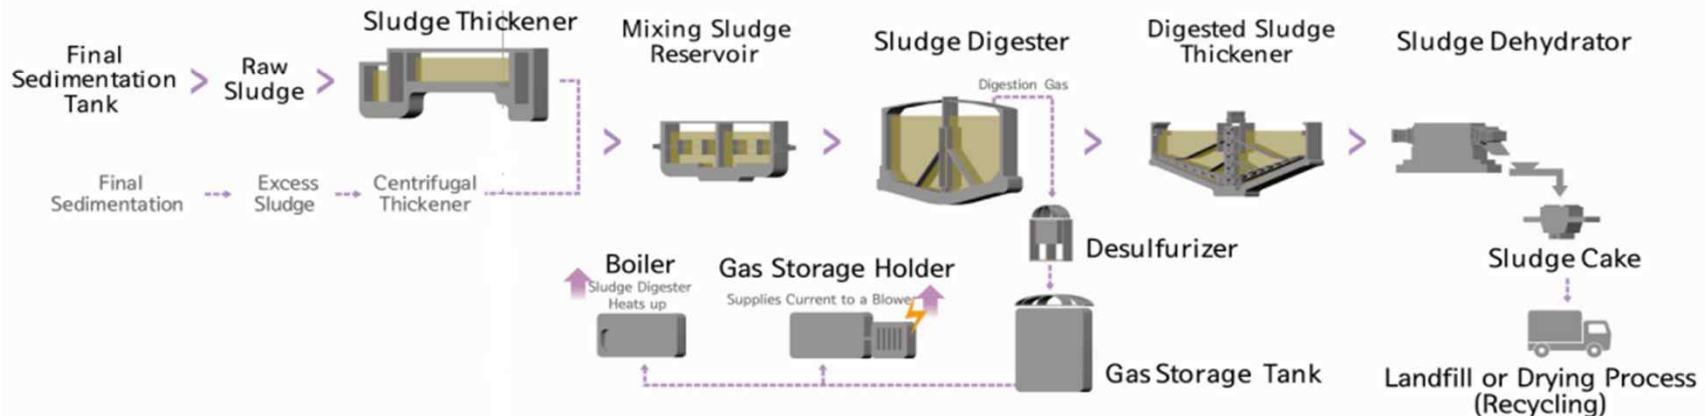 Sludge Thickener
Final
Sedimentation
Tank
Raw
Sludge
Mixing Sludge
Reservoir
Sludge Digester
Digestion Gas
Digested Sludge
Thickener
Sludge Dehydrator
Final
Sedimentation
Excess
Sludge
Centrifugal
Thickener
Desulfurizer
Boiler
Sludge Digester
Heats up
Gas Storage Holder
Supplies Current to a Blower
Gas Storage Tank
Sludge Cake
Landfill or Drying Process
(Recycling)